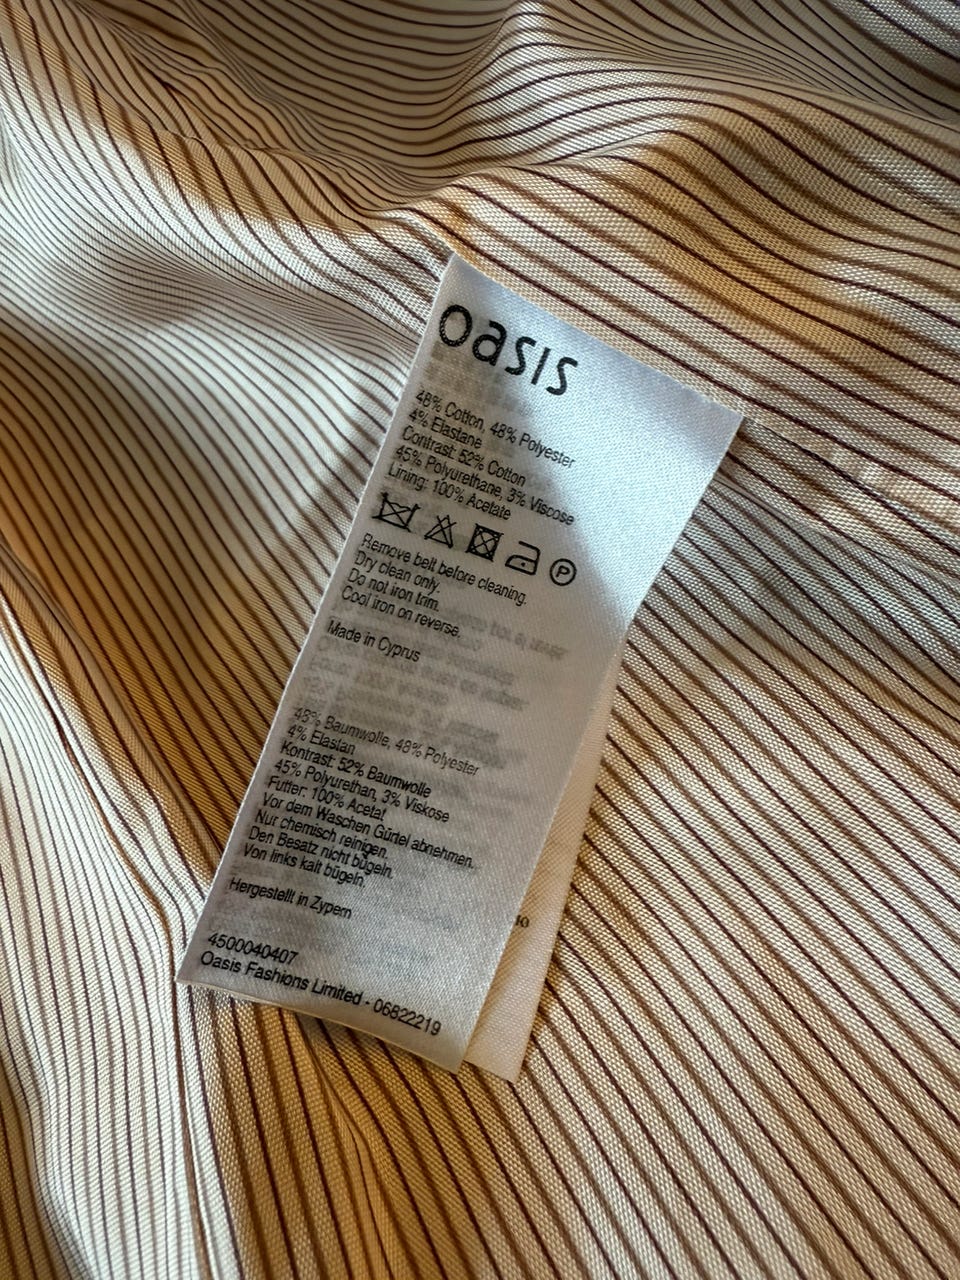 oasis
48% Cotton, 48% Polyester
4% Elastane
Contrast: 52% Cotton
45% Polyurethane, 3% Viscose
Lining: 100% Acetate
P
Remove belt before cleaning.
Dry clean only.
Do not iron trim.
Cool iron on reverse.
Made in Cyprus
48% Baumwolle, 48% Polyester
4% Elastan
Kontrast: 52% Baumwolle
45% Polyurethan, 3% Viskose
Futter: 100% Acetat
Vor dem Waschen Gürtel abnehmen.
Nur chemisch reinigen.
Den Besatz nicht bügeln.
Von links kalt bügeln.
Hergestellt in Zypern
4500040407
Oasis Fashions Limited - 06822219